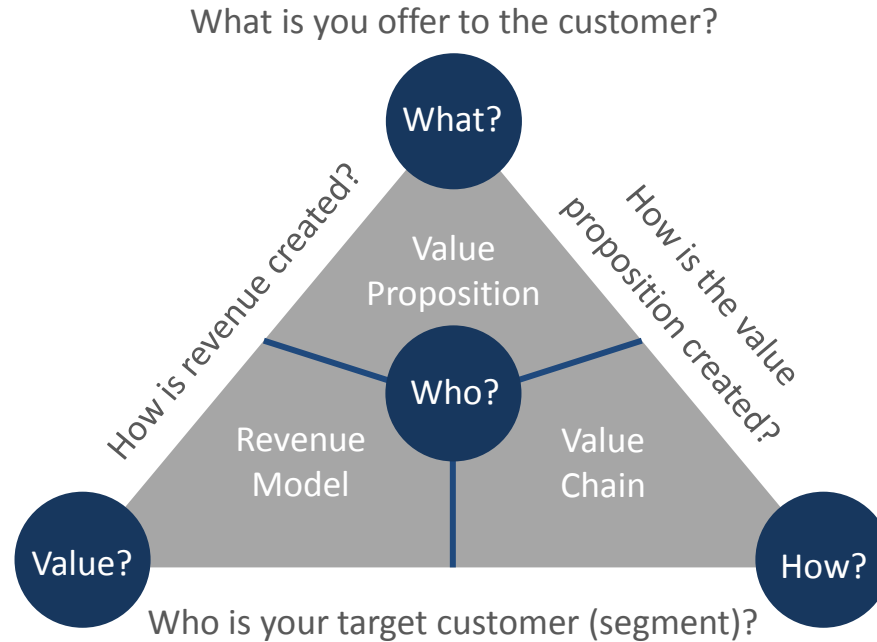 What is you offer to the customer?
What?
How is revenue created?
How is the value
proposition created?
Value
Proposition
Who?
Revenue
Model
Value
Chain
Value?
How?
Who is your target customer (segment)?